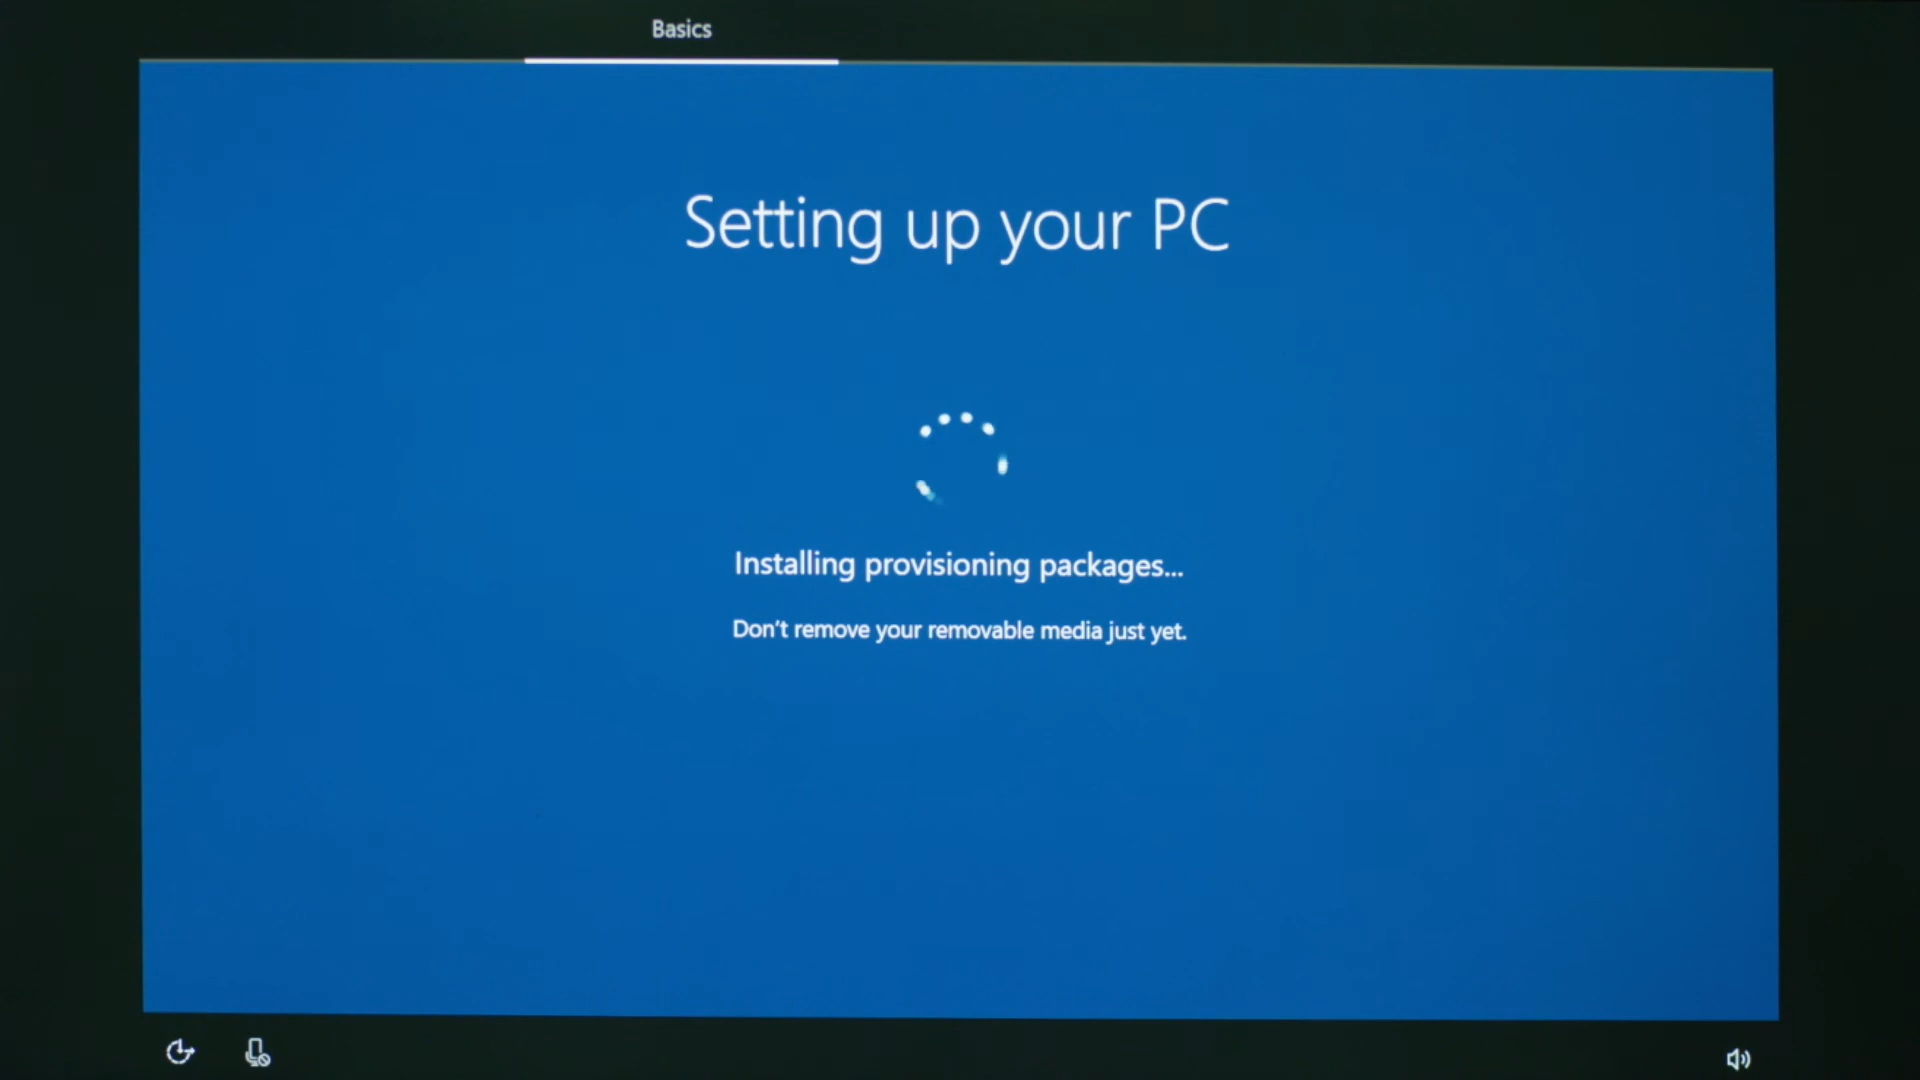 Basics
Setting up your PC
Installing provisioning packages...
Don't remove your removable media just yet.